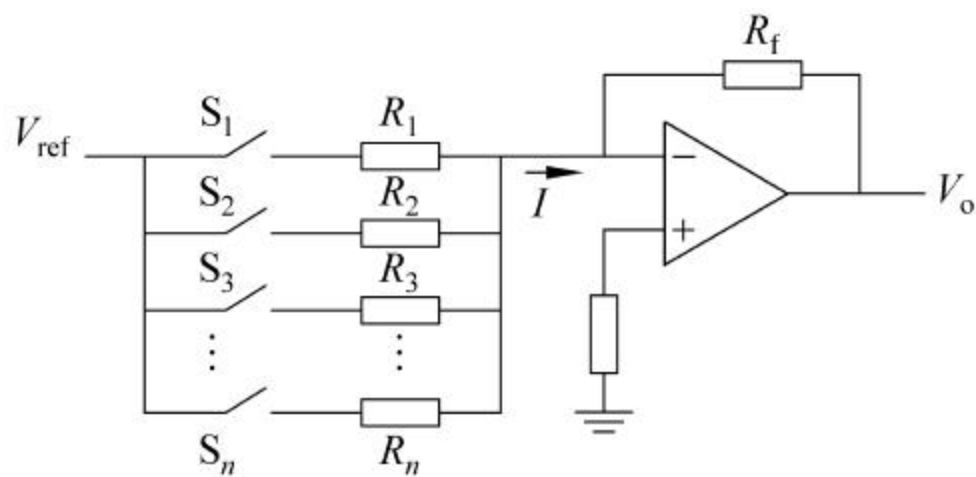 R_f
V_ref S_1 R_1
I − V_o
S_2 R_2
+
S_3 R_3
⋮ ⋮
S_n R_n